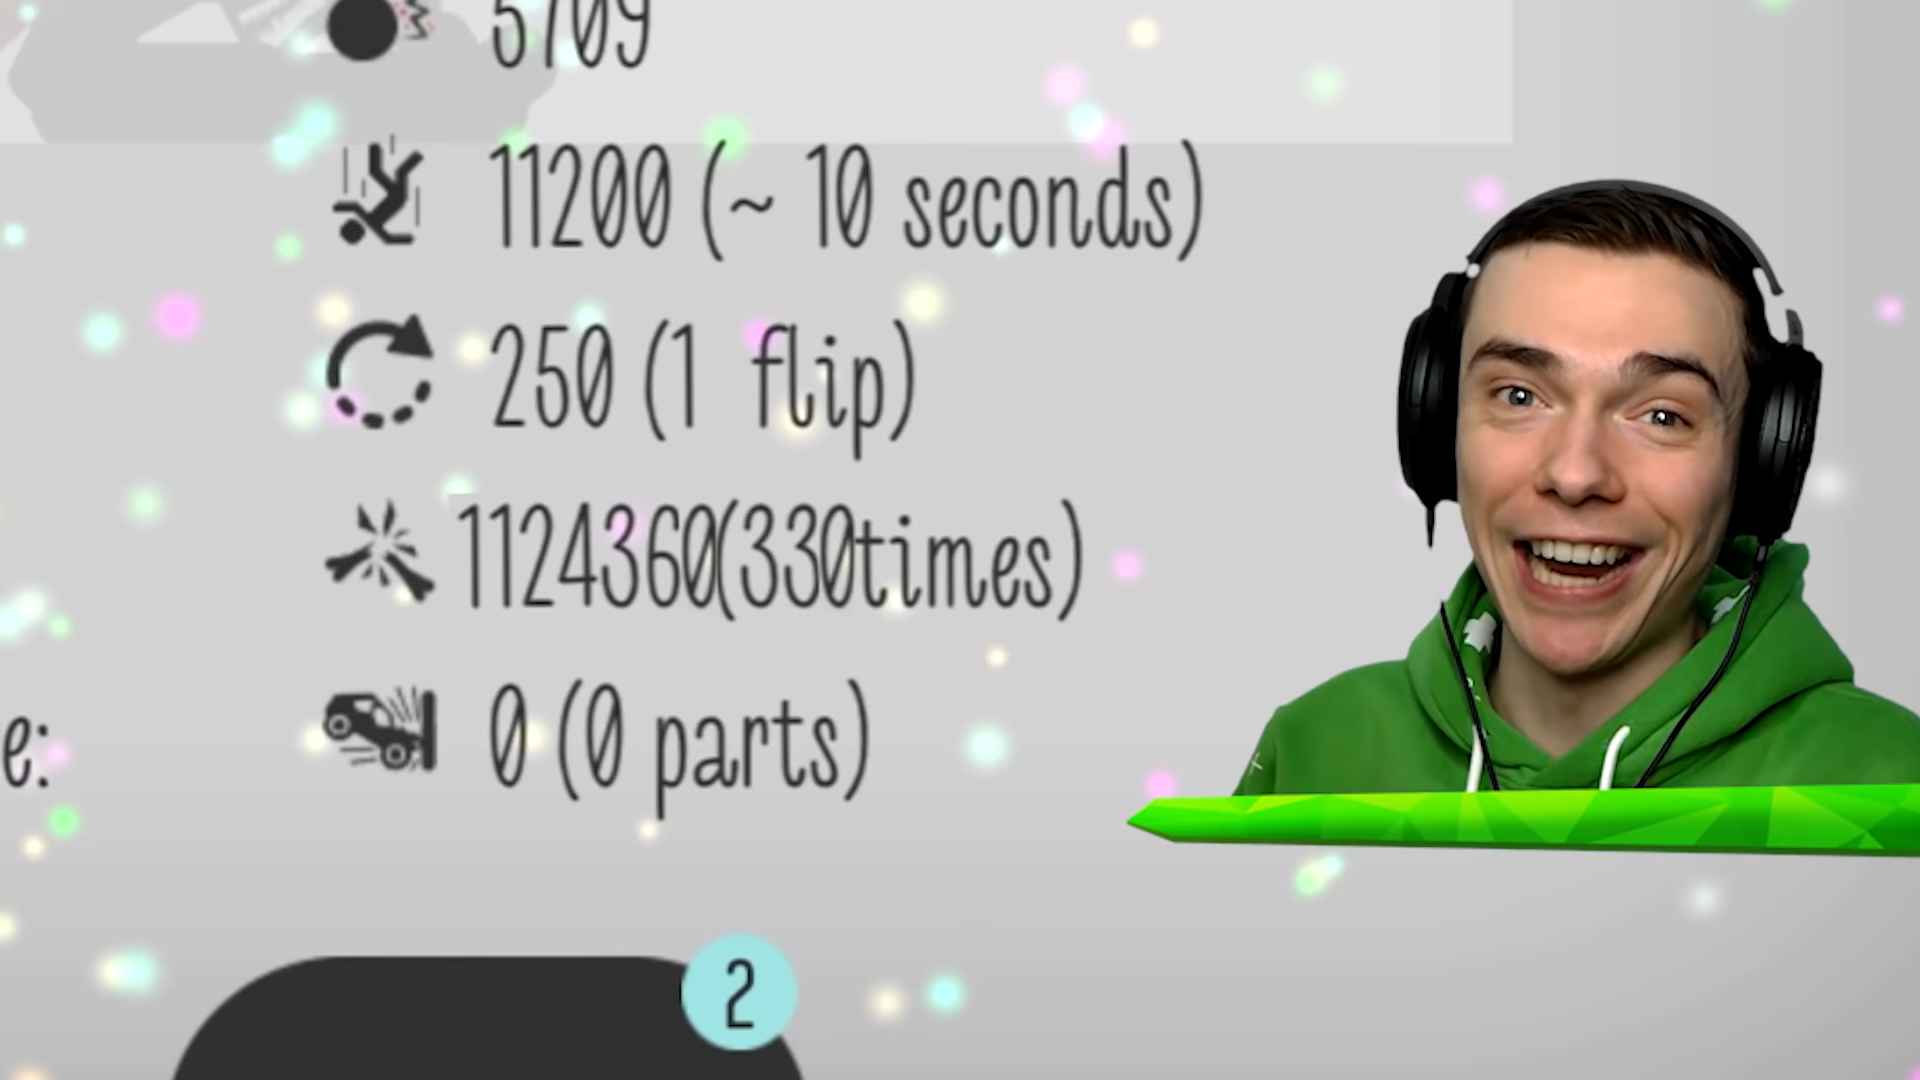 5709
11200 (~ 10 seconds)
250 (1 flip)
1124360(330times)
e:
0 (0 parts)
2